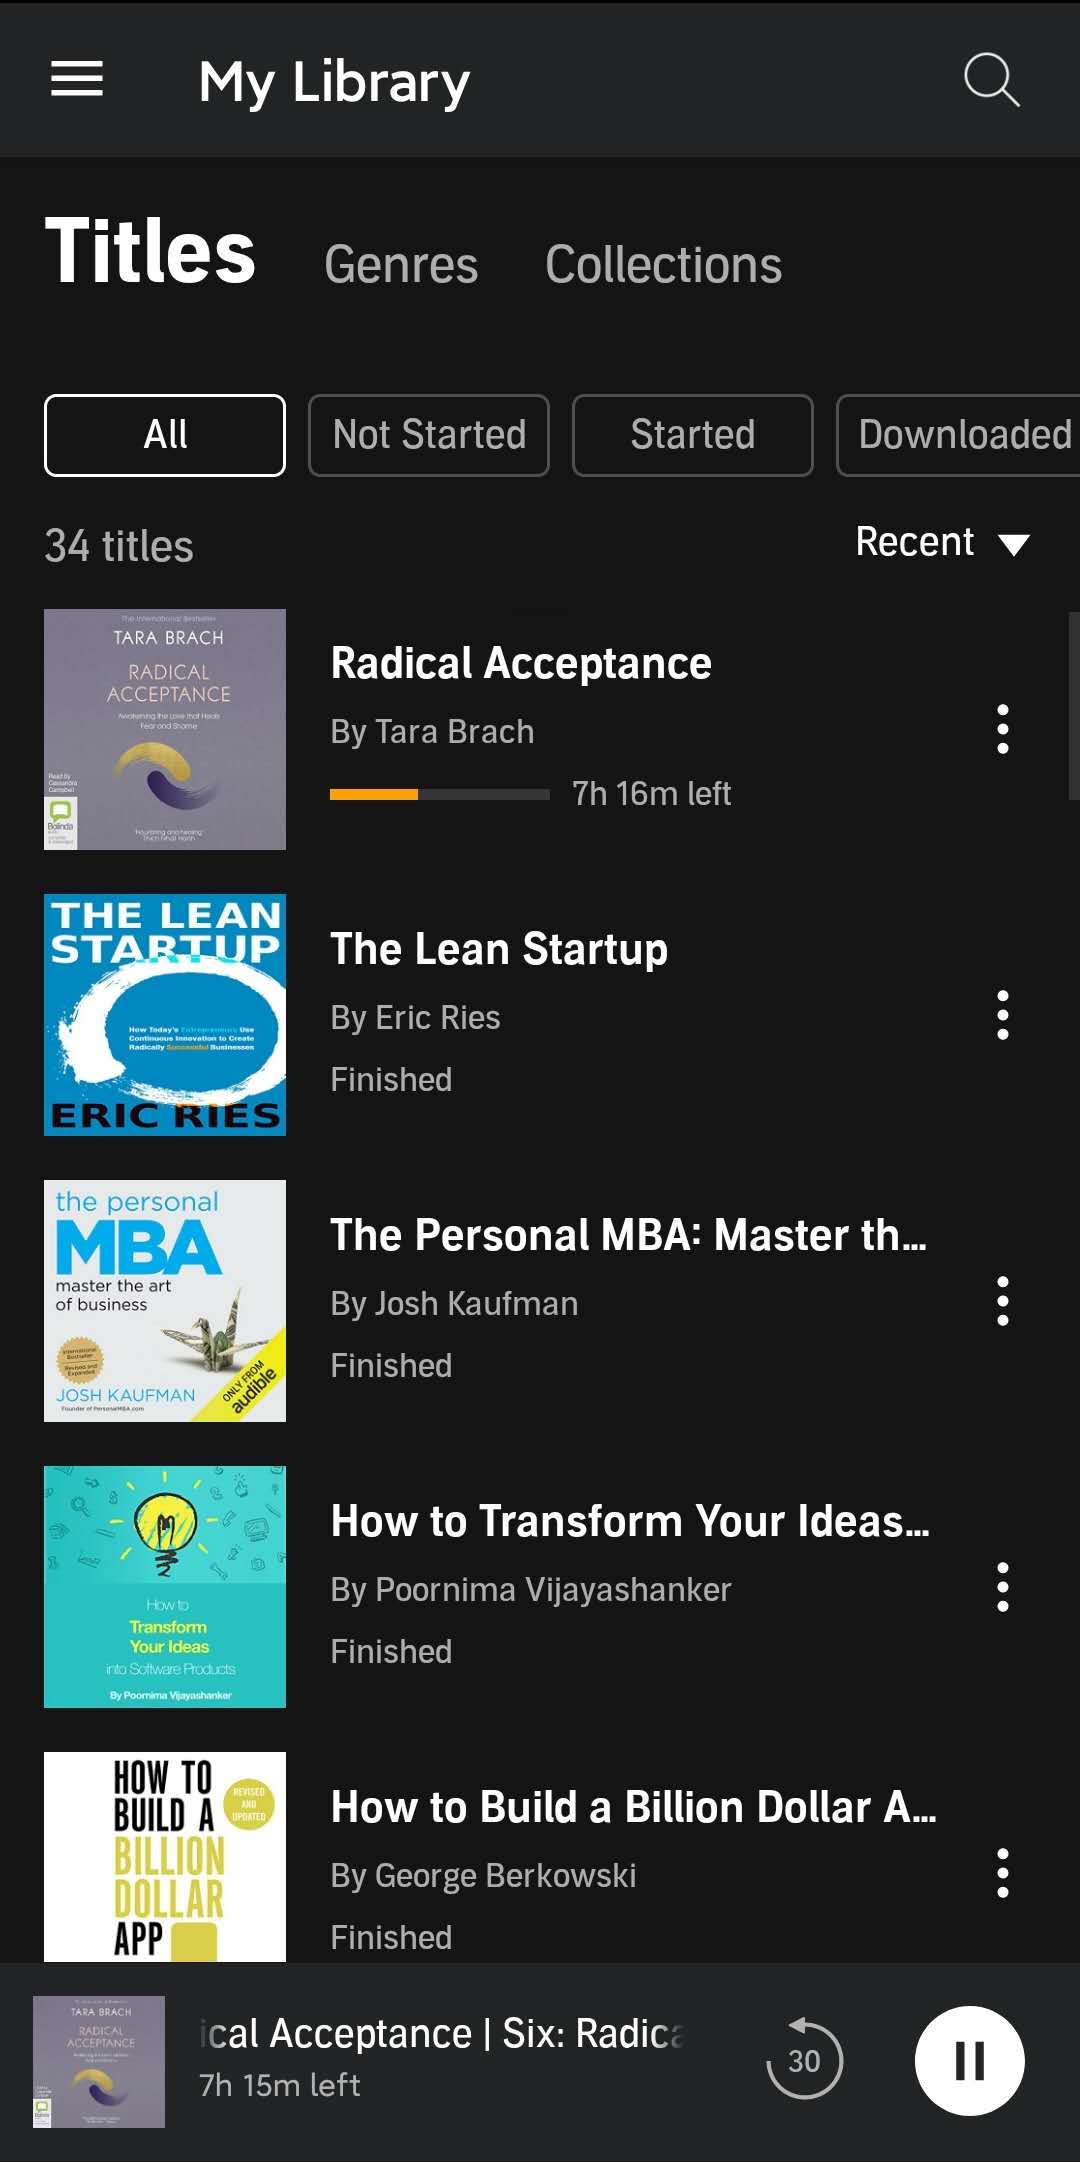 My Library
Titles
Genres
Collections
All
Not Started
Started
Downloaded
34 titles
Recent
The International Bestseller
TARA BRACH
RADICAL
ACCEPTANCE
Awakening the Love that Heals
Fear and Shame
Read by
Cassandra
Campbell
Bolinda
"Nourishing and healing"
Thich Nhat Hanh
Radical Acceptance
By Tara Brach
7h 16m left
THE LEAN
STARTUP
How Today's Entrepreneurs Use
Continuous Innovation to Create
Radically Successful Businesses
ERIC RIES
The Lean Startup
By Eric Ries
Finished
the personal
MBA
master the art
of business
International
Bestseller
Revised and
Expanded
JOSH KAUFMAN
Founder of PersonalMBA.com
ONLY FROM
audible
The Personal MBA: Master th...
By Josh Kaufman
Finished
How to
Transform
Your Ideas
into Software Products
By Poornima Vijayashanker
How to Transform Your Ideas...
By Poornima Vijayashanker
Finished
HOW TO
BUILD A
BILLION
DOLLAR
APP
REVISED
AND
UPDATED
How to Build a Billion Dollar A...
By George Berkowski
Finished
TARA BRACH
RADICAL
ACCEPTANCE
ical Acceptance | Six: Radica
7h 15m left
30